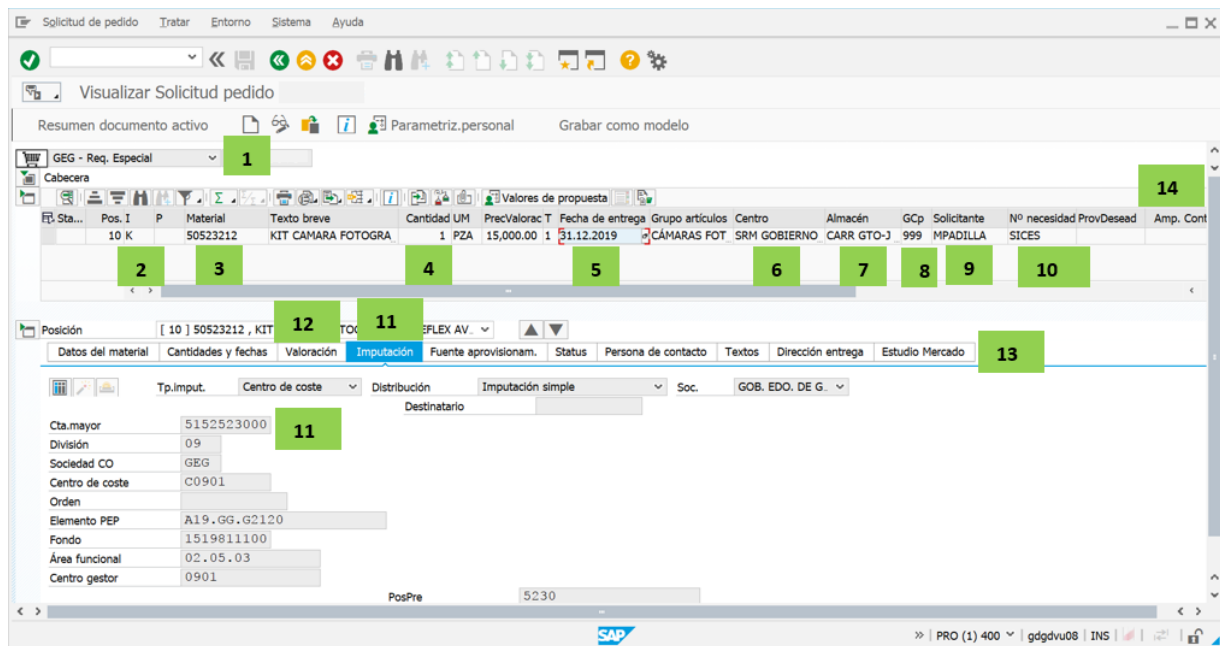 Solicitud de pedido Tratar Entorno Sistema Ayuda
Visualizar Solicitud pedido
Resumen documento activo Parametriz.personal Grabar como modelo
GEG - Req. Especial 1
Cabecera
14
Valores de propuesta
Sta... Pos. I P Material Texto breve Cantidad UM PrecValorac T Fecha de entrega Grupo artículos Centro Almacén GCp Solicitante Nº necesidad ProvDesead Amp. Cont
10 K 50523212 KIT CAMARA FOTOGRA_ 1 PZA 15,000.00 1 31.12.2019 CÁMARAS FOT_ SRM GOBIERNO_ CARR GTO-J_ 999 MPADILLA SICES
2 3 4 5 6 7 8 9 10
Posición [ 10 ] 50523212 , KIT 12 TOG 11 EFLEX AV_
Datos del material Cantidades y fechas Valoración Imputación Fuente aprovisionam. Status Persona de contacto Textos Dirección entrega Estudio Mercado 13
Tp.imput. Centro de coste Distribución Imputación simple Soc. GOB. EDO. DE G_
Destinatario
Cta.mayor 5152523000 11
División 09
Sociedad CO GEG
Centro de coste C0901
Orden
Elemento PEP A19.GG.G2120
Fondo 1519811100
Área funcional 02.05.03
Centro gestor 0901
PosPre 5230
SAP PRO (1) 400 gdgdvu08 INS